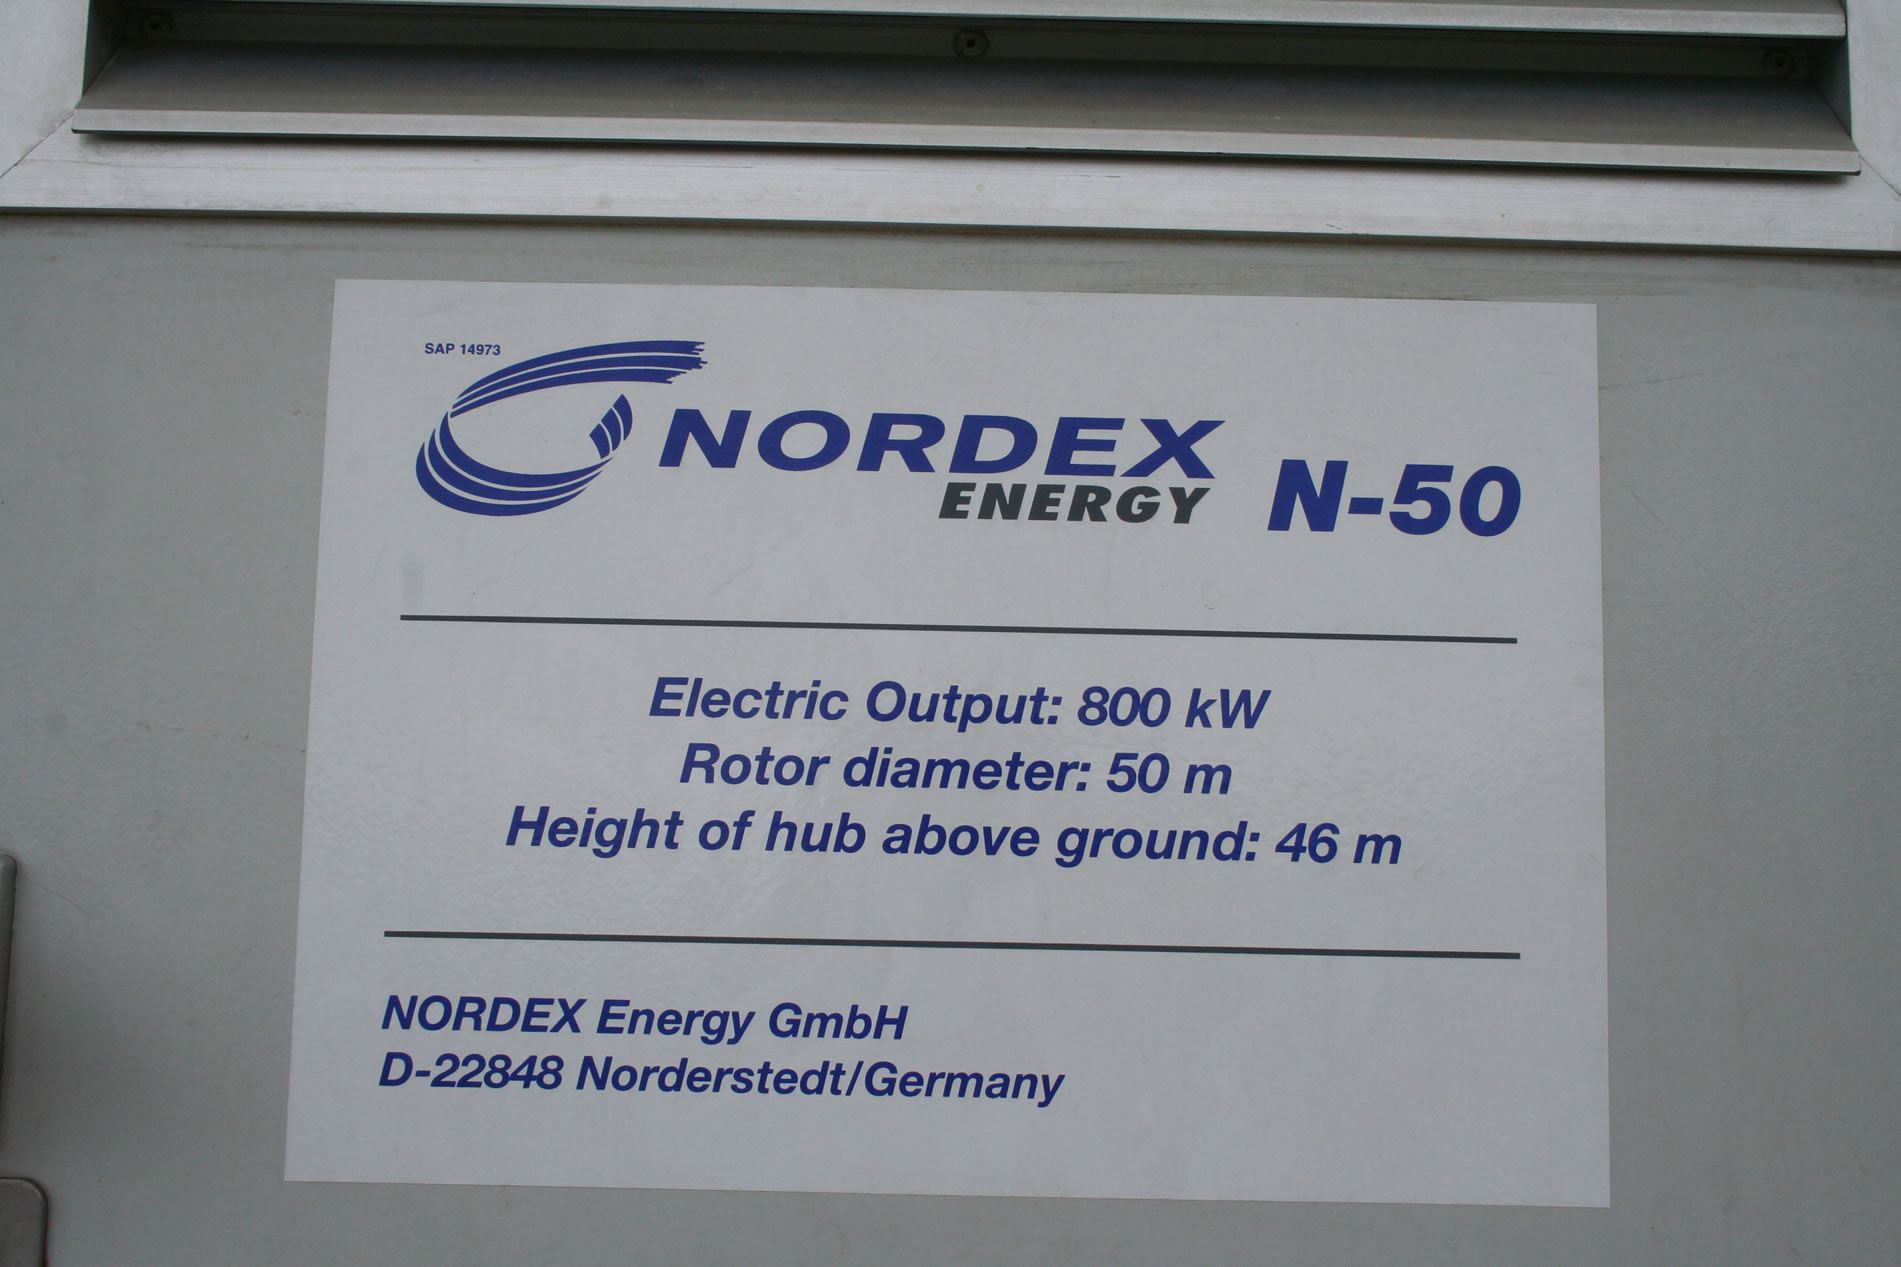 SAP 14973
NORDEX
ENERGY N-50
Electric Output: 800 kW
Rotor diameter: 50 m
Height of hub above ground: 46 m
NORDEX Energy GmbH
D-22848 Norderstedt/Germany